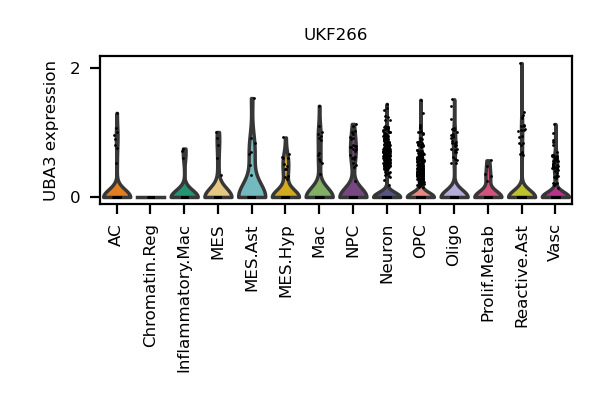 UKF266
UBA3 expression
2
0
AC
Chromatin.Reg
Inflammatory.Mac
MES
MES.Ast
MES.Hyp
Mac
NPC
Neuron
OPC
Oligo
Prolif.Metab
Reactive.Ast
Vasc